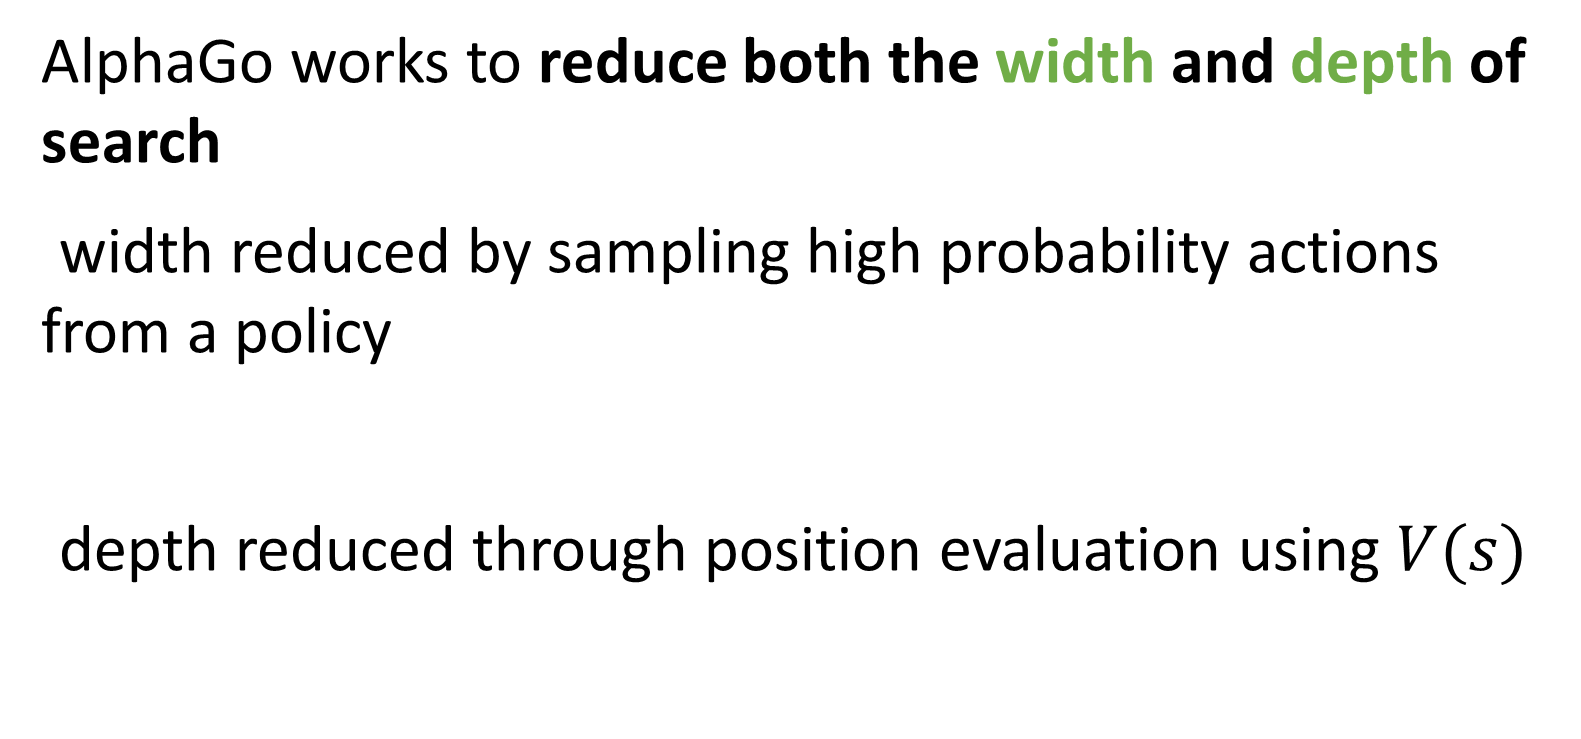 AlphaGo works to reduce both the width and depth of
search
width reduced by sampling high probability actions
from a policy
depth reduced through position evaluation using V(s)